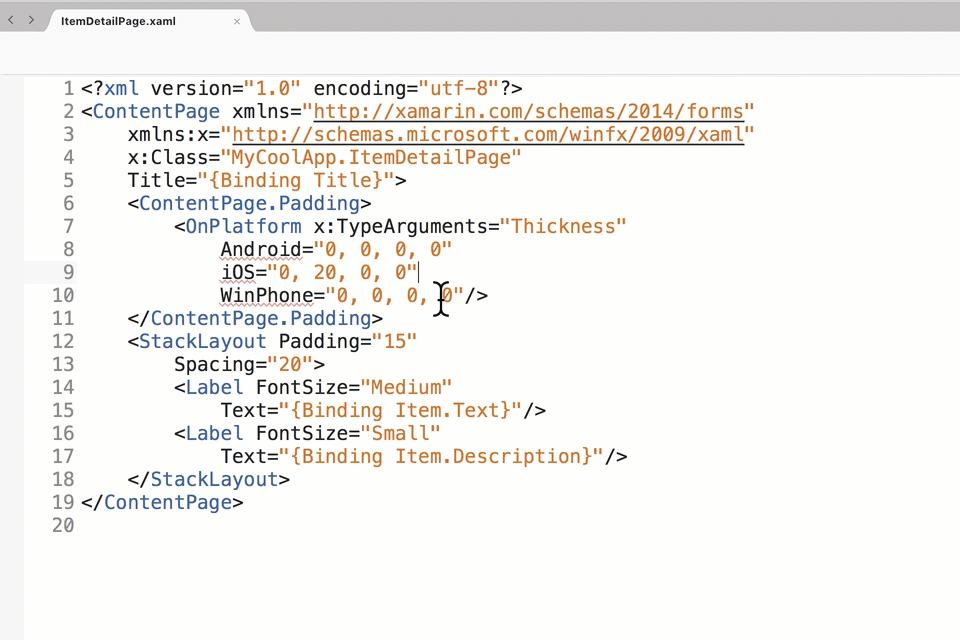 ItemDetailPage.xaml
1 <?xml version="1.0" encoding="utf-8"?>
2 <ContentPage xmlns="http://xamarin.com/schemas/2014/forms"
3 xmlns:x="http://schemas.microsoft.com/winfx/2009/xaml"
4 x:Class="MyCoolApp.ItemDetailPage"
5 Title="{Binding Title}">
6 <ContentPage.Padding>
7 <OnPlatform x:TypeArguments="Thickness"
8 Android="0, 0, 0, 0"
9 iOS="0, 20, 0, 0"
10 WinPhone="0, 0, 0, 0"/>
11 </ContentPage.Padding>
12 <StackLayout Padding="15"
13 Spacing="20">
14 <Label FontSize="Medium"
15 Text="{Binding Item.Text}"/>
16 <Label FontSize="Small"
17 Text="{Binding Item.Description}"/>
18 </StackLayout>
19 </ContentPage>
20